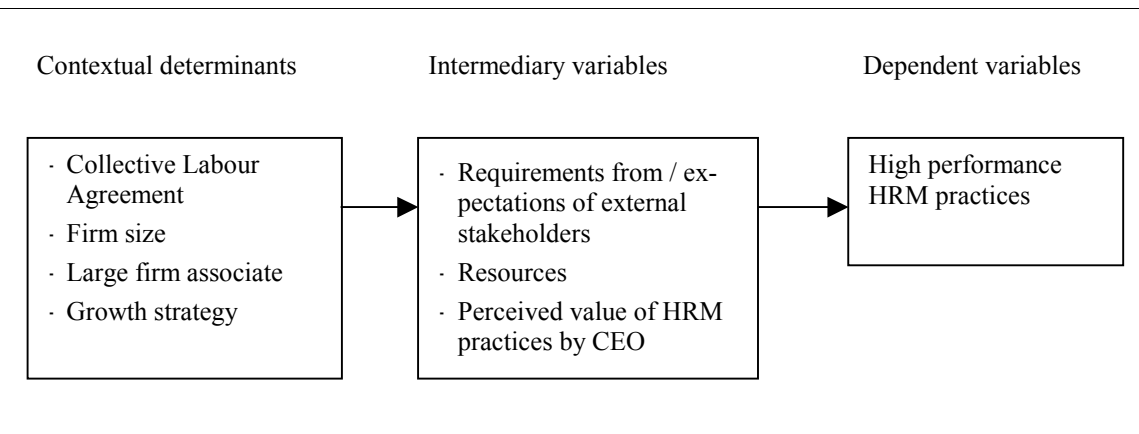 Contextual determinants
Intermediary variables
Dependent variables
· Collective Labour
Agreement
· Firm size
· Large firm associate
· Growth strategy
· Requirements from / ex-
pectations of external
stakeholders
· Resources
· Perceived value of HRM
practices by CEO
High performance
HRM practices